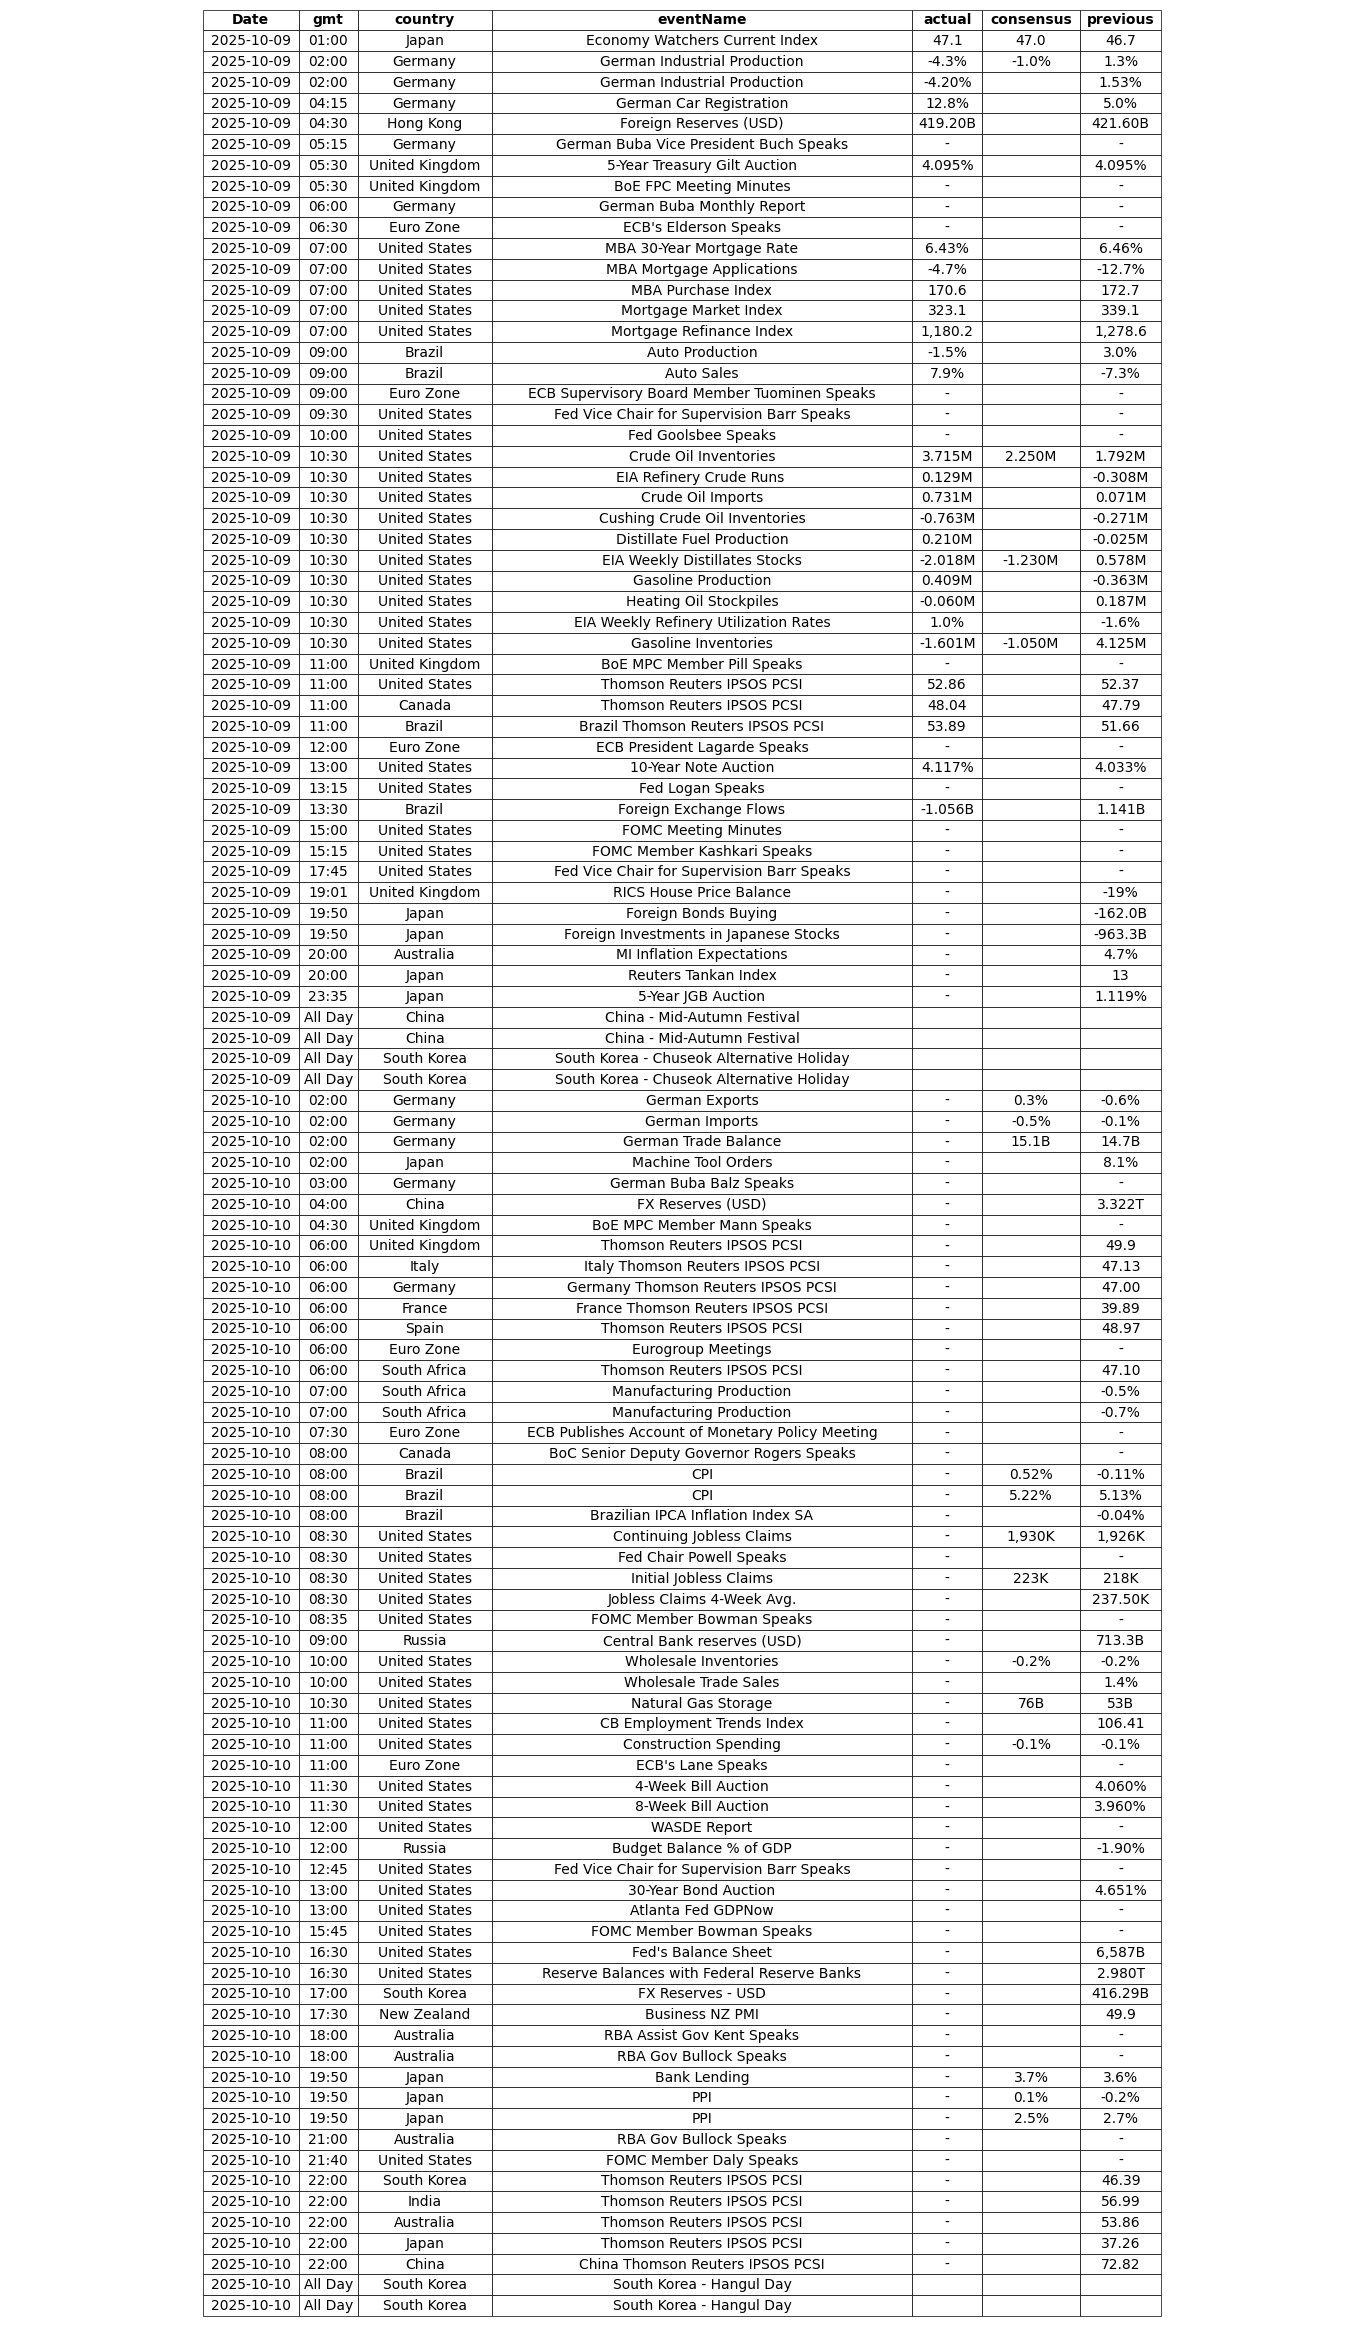 Date gmt country eventName actual consensus previous
2025-10-09 01:00 Japan Economy Watchers Current Index 47.1 47.0 46.7
2025-10-09 02:00 Germany German Industrial Production -4.3% -1.0% 1.3%
2025-10-09 02:00 Germany German Industrial Production -4.20% 1.53%
2025-10-09 04:15 Germany German Car Registration 12.8% 5.0%
2025-10-09 04:30 Hong Kong Foreign Reserves (USD) 419.20B 421.60B
2025-10-09 05:15 Germany German Buba Vice President Buch Speaks - -
2025-10-09 05:30 United Kingdom 5-Year Treasury Gilt Auction 4.095% 4.095%
2025-10-09 05:30 United Kingdom BoE FPC Meeting Minutes - -
2025-10-09 06:00 Germany German Buba Monthly Report - -
2025-10-09 06:30 Euro Zone ECB's Elderson Speaks - -
2025-10-09 07:00 United States MBA 30-Year Mortgage Rate 6.43% 6.46%
2025-10-09 07:00 United States MBA Mortgage Applications -4.7% -12.7%
2025-10-09 07:00 United States MBA Purchase Index 170.6 172.7
2025-10-09 07:00 United States Mortgage Market Index 323.1 339.1
2025-10-09 07:00 United States Mortgage Refinance Index 1,180.2 1,278.6
2025-10-09 09:00 Brazil Auto Production -1.5% 3.0%
2025-10-09 09:00 Brazil Auto Sales 7.9% -7.3%
2025-10-09 09:00 Euro Zone ECB Supervisory Board Member Tuominen Speaks - -
2025-10-09 09:30 United States Fed Vice Chair for Supervision Barr Speaks - -
2025-10-09 10:00 United States Fed Goolsbee Speaks - -
2025-10-09 10:30 United States Crude Oil Inventories 3.715M 2.250M 1.792M
2025-10-09 10:30 United States EIA Refinery Crude Runs 0.129M -0.308M
2025-10-09 10:30 United States Crude Oil Imports 0.731M 0.071M
2025-10-09 10:30 United States Cushing Crude Oil Inventories -0.763M -0.271M
2025-10-09 10:30 United States Distillate Fuel Production 0.210M -0.025M
2025-10-09 10:30 United States EIA Weekly Distillates Stocks -2.018M -1.230M 0.578M
2025-10-09 10:30 United States Gasoline Production 0.409M -0.363M
2025-10-09 10:30 United States Heating Oil Stockpiles -0.060M 0.187M
2025-10-09 10:30 United States EIA Weekly Refinery Utilization Rates 1.0% -1.6%
2025-10-09 10:30 United States Gasoline Inventories -1.601M -1.050M 4.125M
2025-10-09 11:00 United Kingdom BoE MPC Member Pill Speaks - -
2025-10-09 11:00 United States Thomson Reuters IPSOS PCSI 52.86 52.37
2025-10-09 11:00 Canada Thomson Reuters IPSOS PCSI 48.04 47.79
2025-10-09 11:00 Brazil Brazil Thomson Reuters IPSOS PCSI 53.89 51.66
2025-10-09 12:00 Euro Zone ECB President Lagarde Speaks - -
2025-10-09 13:00 United States 10-Year Note Auction 4.117% 4.033%
2025-10-09 13:15 United States Fed Logan Speaks - -
2025-10-09 13:30 Brazil Foreign Exchange Flows -1.056B 1.141B
2025-10-09 15:00 United States FOMC Meeting Minutes - -
2025-10-09 15:15 United States FOMC Member Kashkari Speaks - -
2025-10-09 17:45 United States Fed Vice Chair for Supervision Barr Speaks - -
2025-10-09 19:01 United Kingdom RICS House Price Balance - -19%
2025-10-09 19:50 Japan Foreign Bonds Buying - -162.0B
2025-10-09 19:50 Japan Foreign Investments in Japanese Stocks - -963.3B
2025-10-09 20:00 Australia MI Inflation Expectations - 4.7%
2025-10-09 20:00 Japan Reuters Tankan Index - 13
2025-10-09 23:35 Japan 5-Year JGB Auction - 1.119%
2025-10-09 All Day China China - Mid-Autumn Festival
2025-10-09 All Day China China - Mid-Autumn Festival
2025-10-09 All Day South Korea South Korea - Chuseok Alternative Holiday
2025-10-09 All Day South Korea South Korea - Chuseok Alternative Holiday
2025-10-10 02:00 Germany German Exports - 0.3% -0.6%
2025-10-10 02:00 Germany German Imports - -0.5% -0.1%
2025-10-10 02:00 Germany German Trade Balance - 15.1B 14.7B
2025-10-10 02:00 Japan Machine Tool Orders - 8.1%
2025-10-10 03:00 Germany German Buba Balz Speaks - -
2025-10-10 04:00 China FX Reserves (USD) - 3.322T
2025-10-10 04:30 United Kingdom BoE MPC Member Mann Speaks - -
2025-10-10 06:00 United Kingdom Thomson Reuters IPSOS PCSI - 49.9
2025-10-10 06:00 Italy Italy Thomson Reuters IPSOS PCSI - 47.13
2025-10-10 06:00 Germany Germany Thomson Reuters IPSOS PCSI - 47.00
2025-10-10 06:00 France France Thomson Reuters IPSOS PCSI - 39.89
2025-10-10 06:00 Spain Thomson Reuters IPSOS PCSI - 48.97
2025-10-10 06:00 Euro Zone Eurogroup Meetings - -
2025-10-10 06:00 South Africa Thomson Reuters IPSOS PCSI - 47.10
2025-10-10 07:00 South Africa Manufacturing Production - -0.5%
2025-10-10 07:00 South Africa Manufacturing Production - -0.7%
2025-10-10 07:30 Euro Zone ECB Publishes Account of Monetary Policy Meeting - -
2025-10-10 08:00 Canada BoC Senior Deputy Governor Rogers Speaks - -
2025-10-10 08:00 Brazil CPI - 0.52% -0.11%
2025-10-10 08:00 Brazil CPI - 5.22% 5.13%
2025-10-10 08:00 Brazil Brazilian IPCA Inflation Index SA - -0.04%
2025-10-10 08:30 United States Continuing Jobless Claims - 1,930K 1,926K
2025-10-10 08:30 United States Fed Chair Powell Speaks - -
2025-10-10 08:30 United States Initial Jobless Claims - 223K 218K
2025-10-10 08:30 United States Jobless Claims 4-Week Avg. - 237.50K
2025-10-10 08:35 United States FOMC Member Bowman Speaks - -
2025-10-10 09:00 Russia Central Bank reserves (USD) - 713.3B
2025-10-10 10:00 United States Wholesale Inventories - -0.2% -0.2%
2025-10-10 10:00 United States Wholesale Trade Sales - 1.4%
2025-10-10 10:30 United States Natural Gas Storage - 76B 53B
2025-10-10 11:00 United States CB Employment Trends Index - 106.41
2025-10-10 11:00 United States Construction Spending - -0.1% -0.1%
2025-10-10 11:00 Euro Zone ECB's Lane Speaks - -
2025-10-10 11:30 United States 4-Week Bill Auction - 4.060%
2025-10-10 11:30 United States 8-Week Bill Auction - 3.960%
2025-10-10 12:00 United States WASDE Report - -
2025-10-10 12:00 Russia Budget Balance % of GDP - -1.90%
2025-10-10 12:45 United States Fed Vice Chair for Supervision Barr Speaks - -
2025-10-10 13:00 United States 30-Year Bond Auction - 4.651%
2025-10-10 13:00 United States Atlanta Fed GDPNow - -
2025-10-10 15:45 United States FOMC Member Bowman Speaks - -
2025-10-10 16:30 United States Fed's Balance Sheet - 6,587B
2025-10-10 16:30 United States Reserve Balances with Federal Reserve Banks - 2.980T
2025-10-10 17:00 South Korea FX Reserves - USD - 416.29B
2025-10-10 17:30 New Zealand Business NZ PMI - 49.9
2025-10-10 18:00 Australia RBA Assist Gov Kent Speaks - -
2025-10-10 18:00 Australia RBA Gov Bullock Speaks - -
2025-10-10 19:50 Japan Bank Lending - 3.7% 3.6%
2025-10-10 19:50 Japan PPI - 0.1% -0.2%
2025-10-10 19:50 Japan PPI - 2.5% 2.7%
2025-10-10 21:00 Australia RBA Gov Bullock Speaks - -
2025-10-10 21:40 United States FOMC Member Daly Speaks - -
2025-10-10 22:00 South Korea Thomson Reuters IPSOS PCSI - 46.39
2025-10-10 22:00 India Thomson Reuters IPSOS PCSI - 56.99
2025-10-10 22:00 Australia Thomson Reuters IPSOS PCSI - 53.86
2025-10-10 22:00 Japan Thomson Reuters IPSOS PCSI - 37.26
2025-10-10 22:00 China China Thomson Reuters IPSOS PCSI - 72.82
2025-10-10 All Day South Korea South Korea - Hangul Day
2025-10-10 All Day South Korea South Korea - Hangul Day